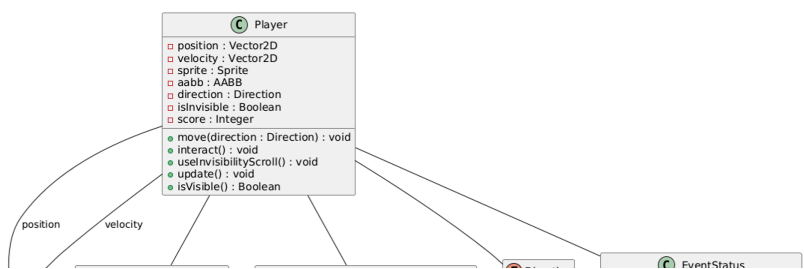 C Player
position : Vector2D
velocity : Vector2D
sprite : Sprite
aabb : AABB
direction : Direction
isInvisible : Boolean
score : Integer
move(direction : Direction) : void
interact() : void
useInvisibilityScroll() : void
update() : void
isVisible() : Boolean
position
velocity
C EventStatus